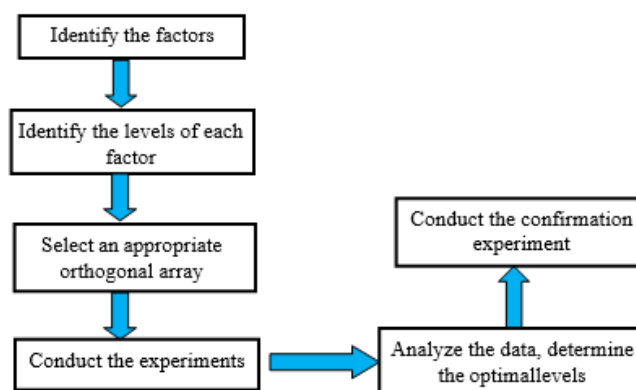 Identify the factors
Identify the levels of each
factor
Select an appropriate
orthogonal array
Conduct the experiments
Analyze the data, determine
the optimallevels
Conduct the confirmation
experiment